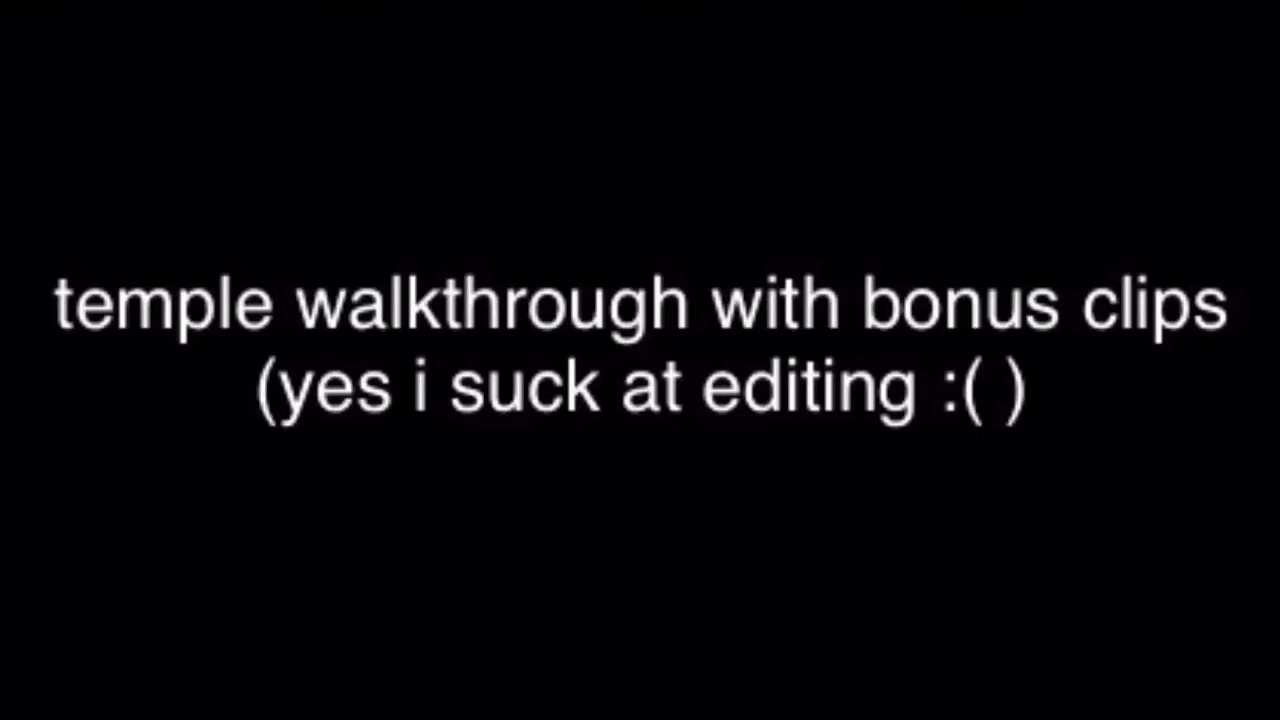 temple walkthrough with bonus clips
(yes i suck at editing :( )